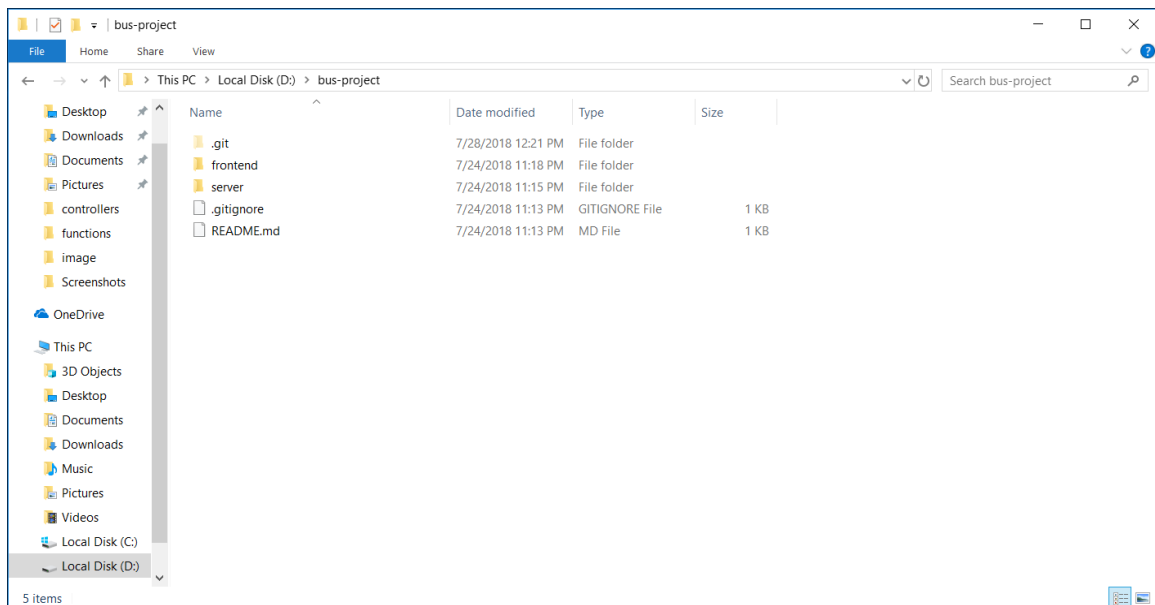 bus-project
File Home Share View
This PC > Local Disk (D:) > bus-project
Search bus-project
Name Date modified Type Size
.git 7/28/2018 12:21 PM File folder
frontend 7/24/2018 11:18 PM File folder
server 7/24/2018 11:15 PM File folder
.gitignore 7/24/2018 11:13 PM GITIGNORE File 1 KB
README.md 7/24/2018 11:13 PM MD File 1 KB
Desktop
Downloads
Documents
Pictures
controllers
functions
image
Screenshots
OneDrive
This PC
3D Objects
Desktop
Documents
Downloads
Music
Pictures
Videos
Local Disk (C:)
Local Disk (D:)
5 items